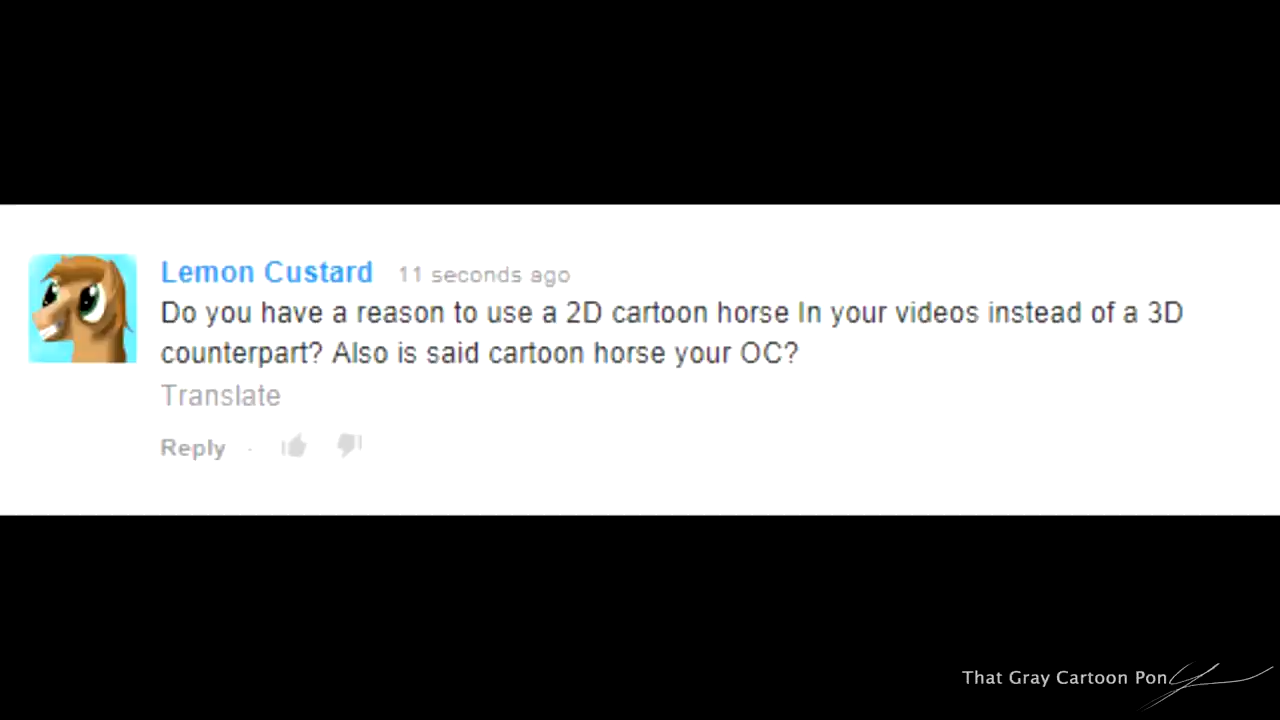 Lemon Custard 11 seconds ago
Do you have a reason to use a 2D cartoon horse In your videos instead of a 3D
counterpart? Also is said cartoon horse your OC?
Translate
Reply ·
That Gray Cartoon Pony